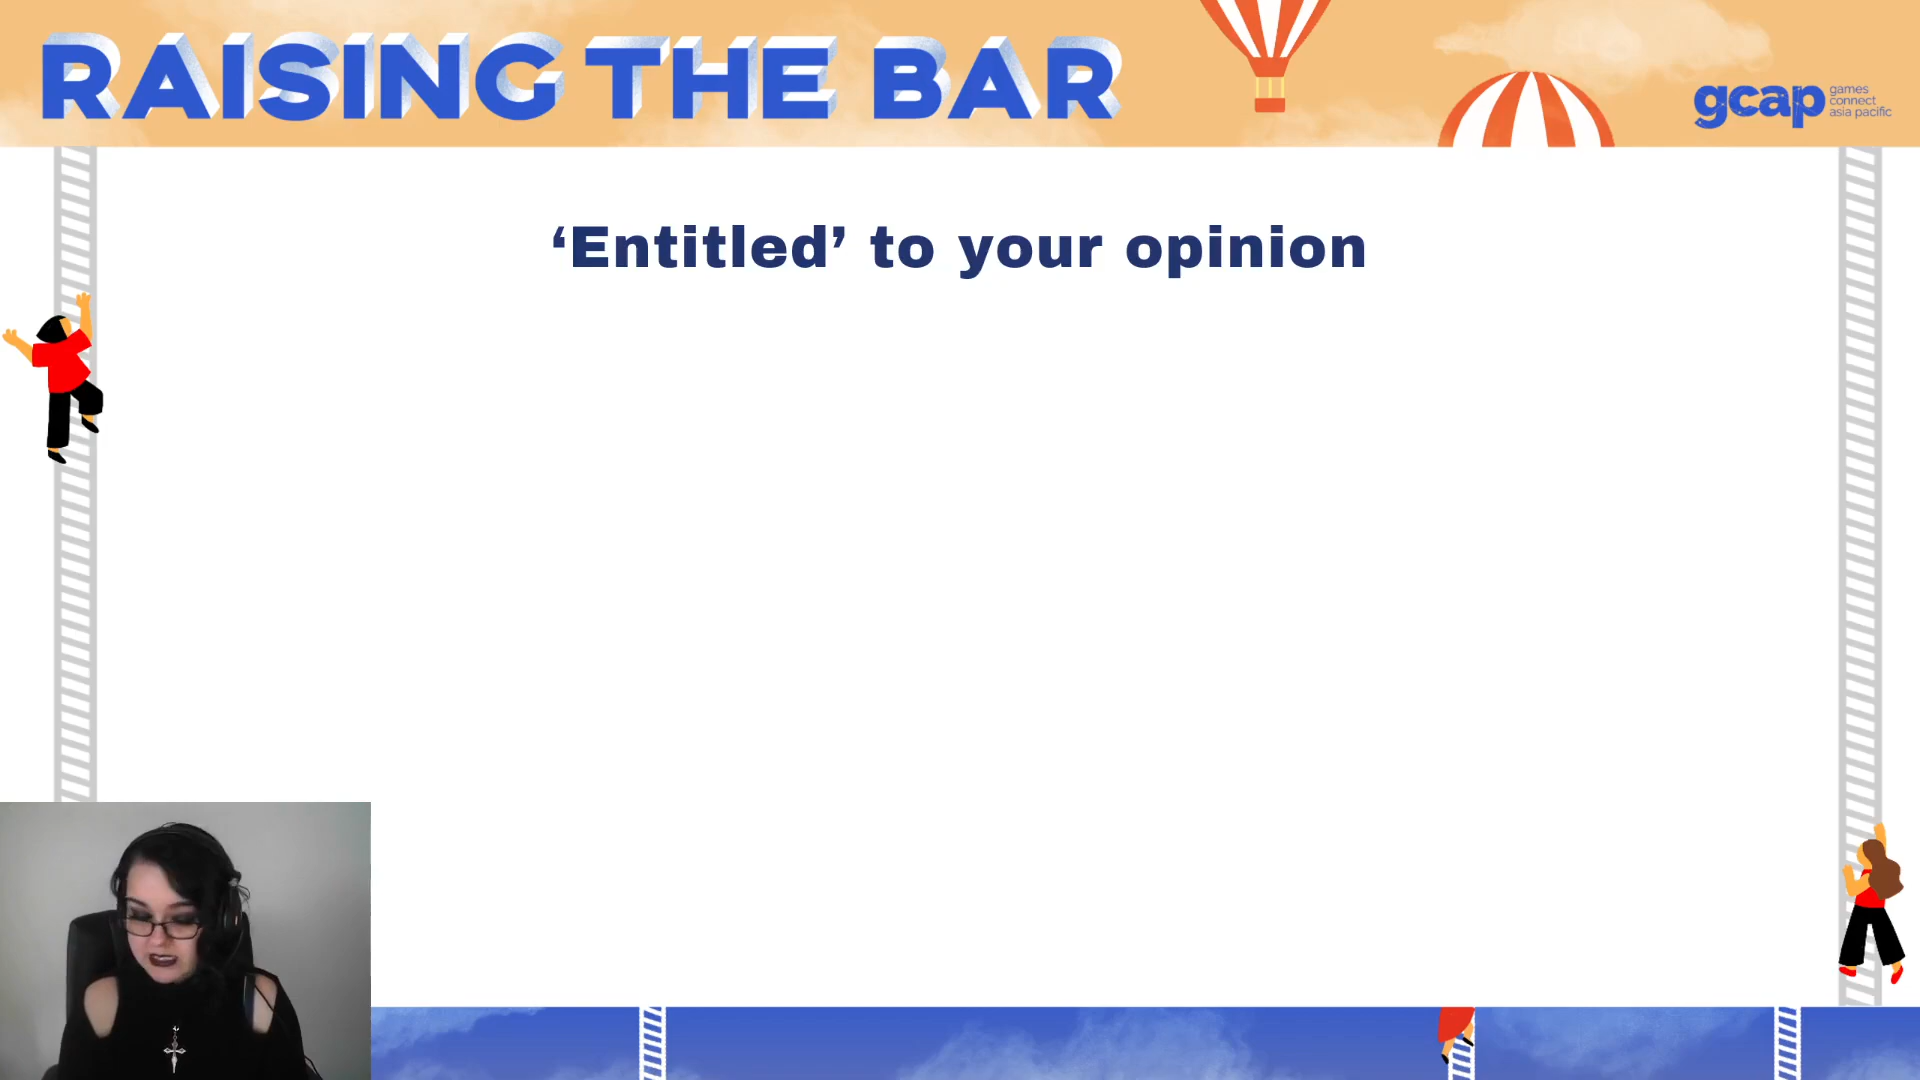 RAISING THE BAR
gcap games
connect
asia pacific
‘Entitled’ to your opinion